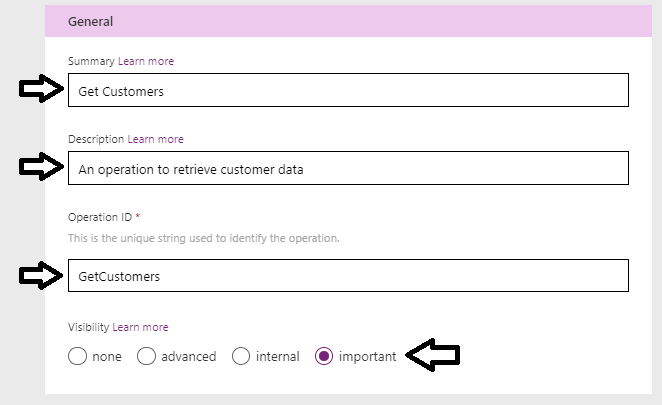 General
Summary Learn more
Get Customers
Description Learn more
An operation to retrieve customer data
Operation ID *
This is the unique string used to identify the operation.
GetCustomers
Visibility Learn more
none advanced internal important